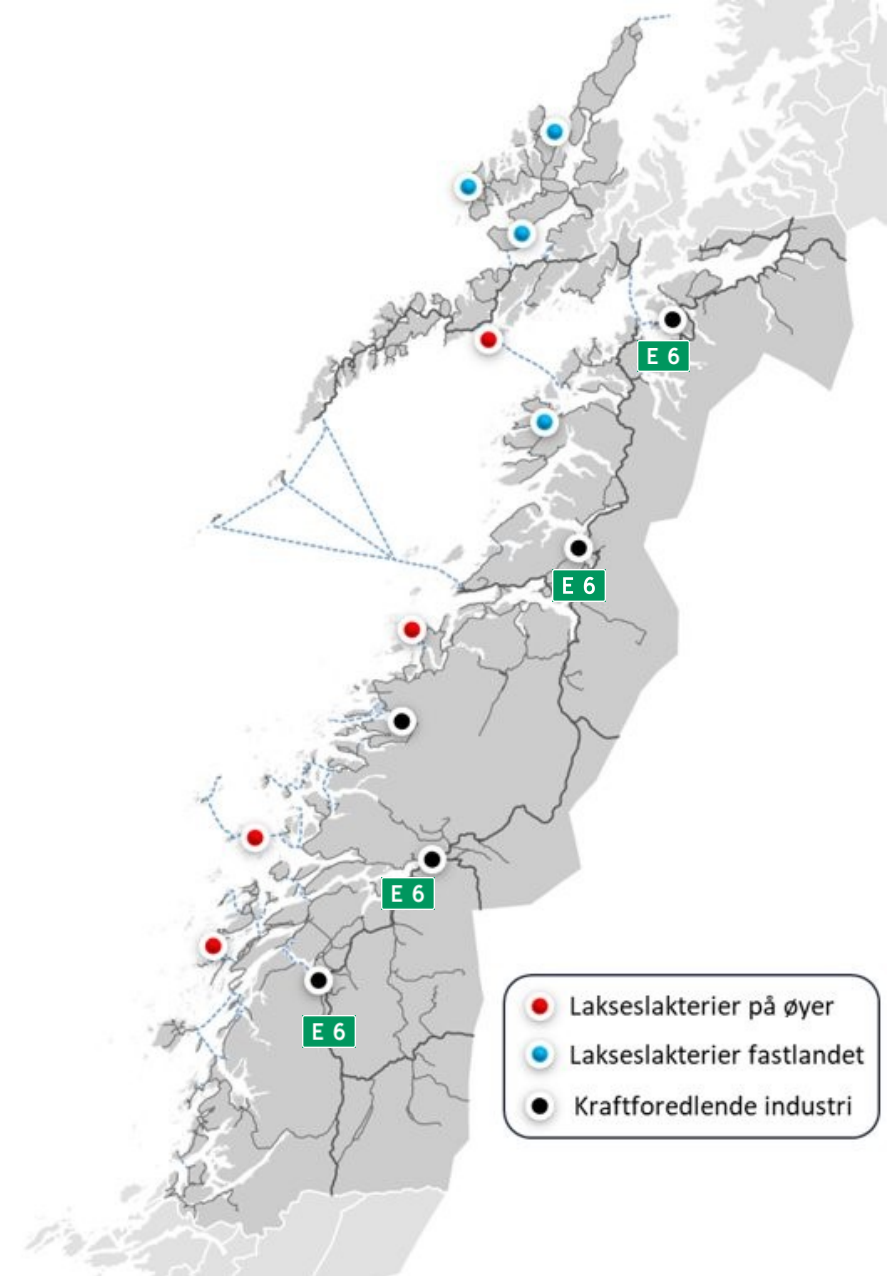 E 6
E 6
E 6
E 6
Lakseslakterier på øyer
Lakseslakterier fastlandet
Kraftforedlende industri